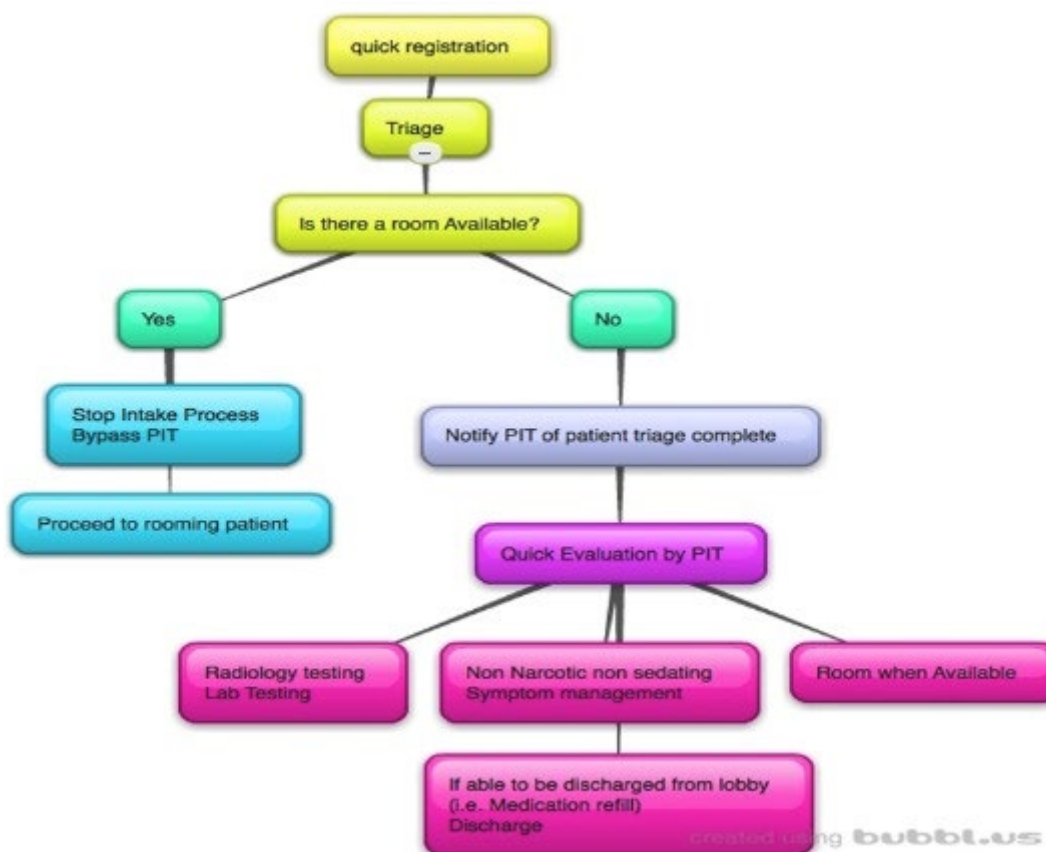 quick registration
Triage
Is there a room Available?
Yes
No
Stop Intake Process
Bypass PIT
Notify PIT of patient triage complete
Proceed to rooming patient
Quick Evaluation by PIT
Radiology testing
Lab Testing
Non Narcotic non sedating
Symptom management
Room when Available
If able to be discharged from lobby
(i.e. Medication refill)
Discharge
created using bubbl.us